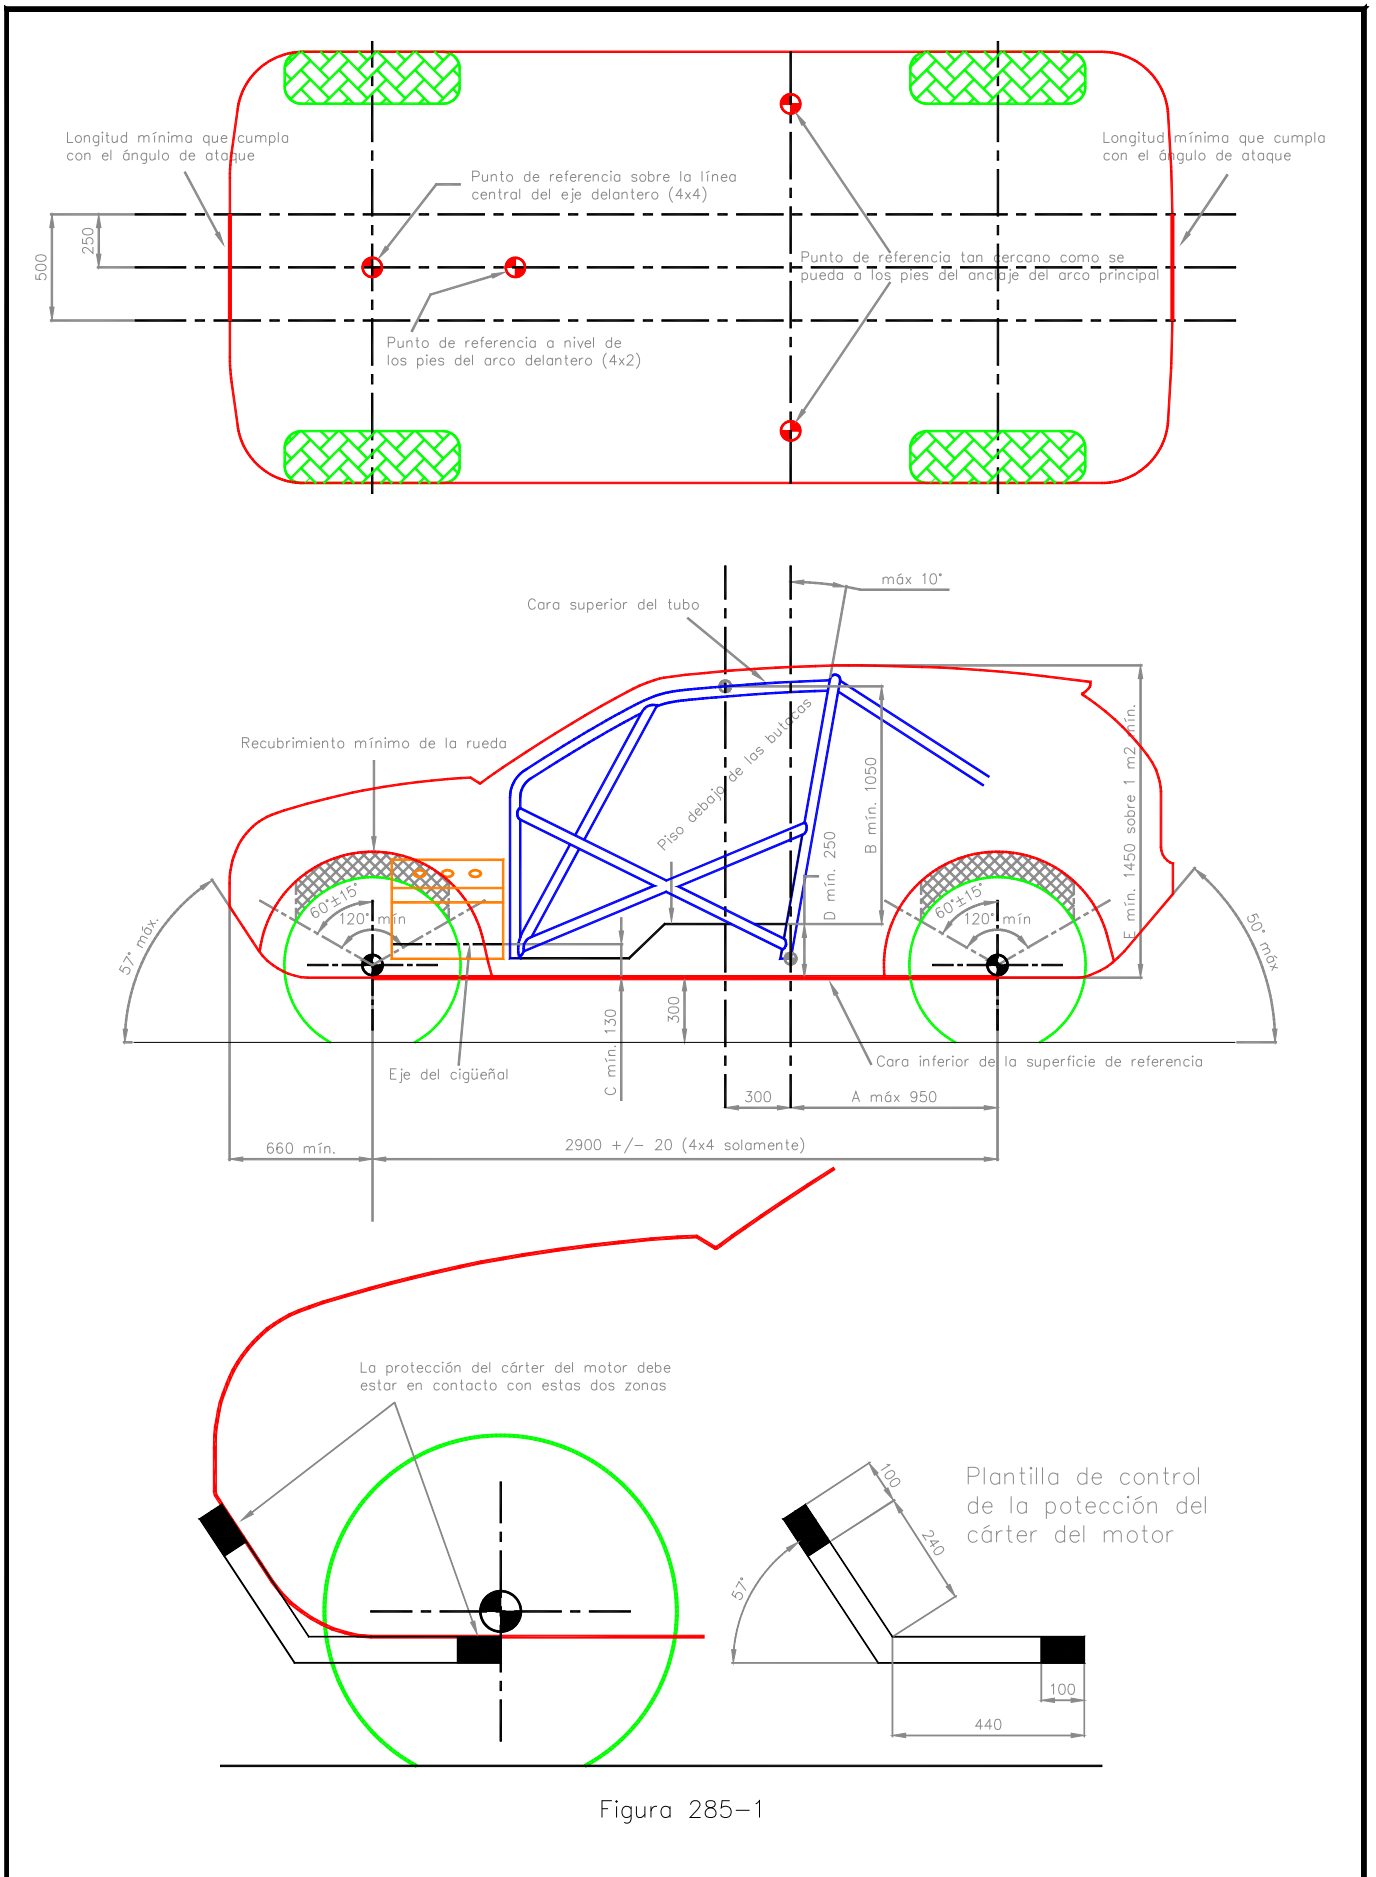 Longitud mínima que cumpla
con el ángulo de ataque
Longitud mínima que cumpla
con el ángulo de ataque
Punto de referencia sobre la línea
central del eje delantero (4x4)
250
500
Punto de referencia tan cercano como se
pueda a los pies del anclaje del arco principal
Punto de referencia a nivel de
los pies del arco delantero (4x2)
máx 10°
Cara superior del tubo
Recubrimiento mínimo de la rueda
Piso debajo de las butacas
B mín. 1050
D mín. 250
E mín. 1450 sobre 1 m2 mín.
60°±15°
120° mín
60°±15°
120° mín
57° máx.
50° máx
300
C mín. 130
Eje del cigüeñal
Cara inferior de la superficie de referencia
300
A máx 950
660 mín.
2900 +/- 20 (4x4 solamente)
La protección del cárter del motor debe
estar en contacto con estas dos zonas
100
240
57°
Plantilla de control
de la potección del
cárter del motor
100
440
Figura 285-1